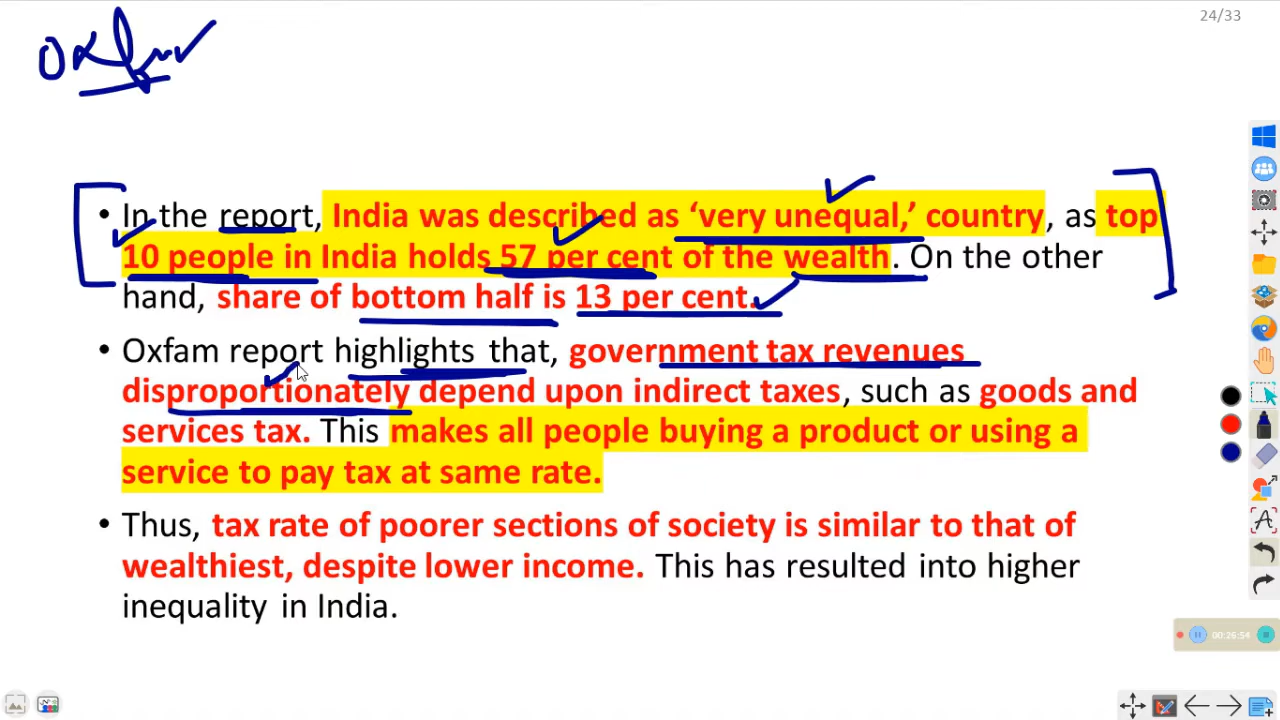 24/33
Oxfam
• In the report, India was described as ‘very unequal,’ country, as top
10 people in India holds 57 per cent of the wealth. On the other
hand, share of bottom half is 13 per cent.
• Oxfam report highlights that, government tax revenues
disproportionately depend upon indirect taxes, such as goods and
services tax. This makes all people buying a product or using a
service to pay tax at same rate.
• Thus, tax rate of poorer sections of society is similar to that of
wealthiest, despite lower income. This has resulted into higher
inequality in India.
00:26:54